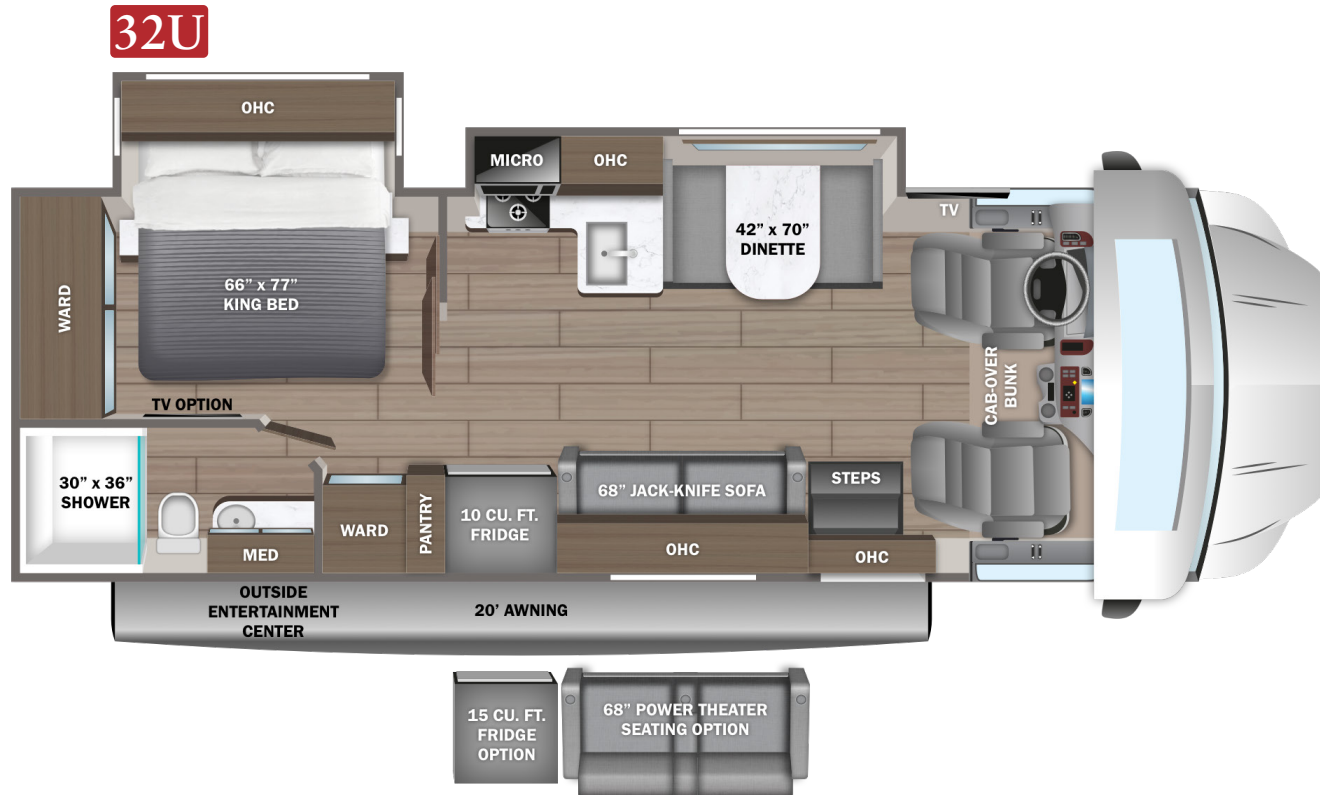 32U
OHC
MICRO
OHC
TV
42” x 70”
DINETTE
WARD
66” x 77”
KING BED
CAB-OVER
BUNK
TV OPTION
30” x 36”
SHOWER
MED
WARD
PANTRY
10 CU. FT.
FRIDGE
68” JACK-KNIFE SOFA
OHC
STEPS
OHC
OUTSIDE
ENTERTAINMENT
CENTER
20’ AWNING
15 CU. FT.
FRIDGE
OPTION
68” POWER THEATER
SEATING OPTION